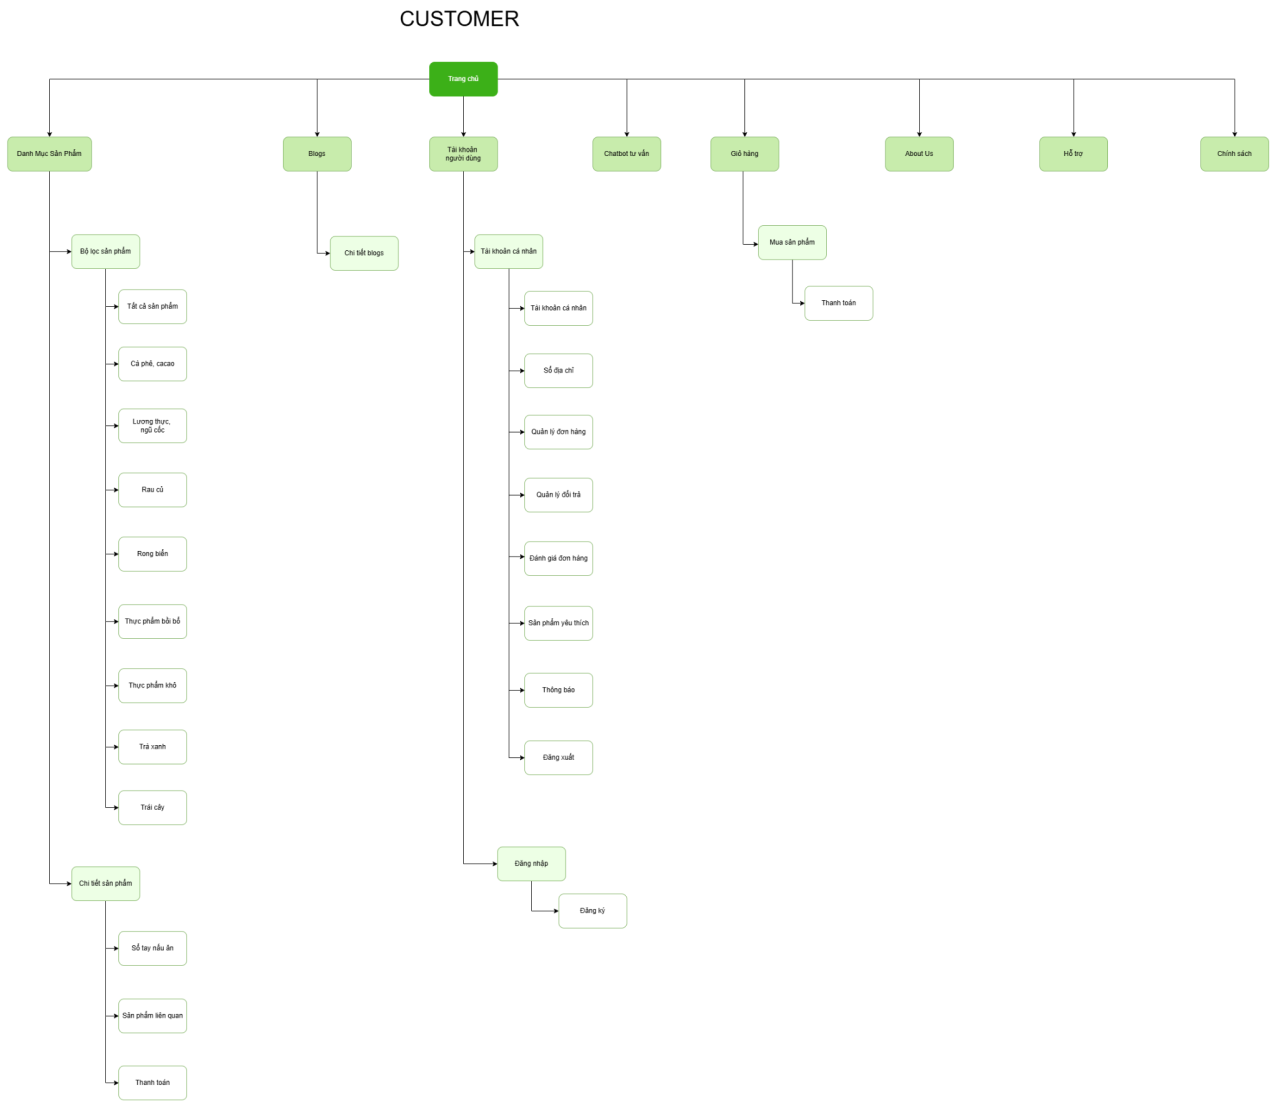 CUSTOMER
Trang chủ
Danh Mục Sản Phẩm
Blogs
Tài khoản
người dùng
Chatbot tư vấn
Giỏ hàng
About Us
Hỗ trợ
Chính sách
Bộ lọc sản phẩm
Tất cả sản phẩm
Cà phê, cacao
Lương thực,
ngũ cốc
Rau củ
Rong biển
Thực phẩm bồi bổ
Thực phẩm khô
Trà xanh
Trái cây
Chi tiết sản phẩm
Sổ tay nấu ăn
Sản phẩm liên quan
Thanh toán
Chi tiết blogs
Tài khoản cá nhân
Tài khoản cá nhân
Sổ địa chỉ
Quản lý đơn hàng
Quản lý đổi trả
Đánh giá đơn hàng
Sản phẩm yêu thích
Thông báo
Đăng xuất
Đăng nhập
Đăng ký
Mua sản phẩm
Thanh toán